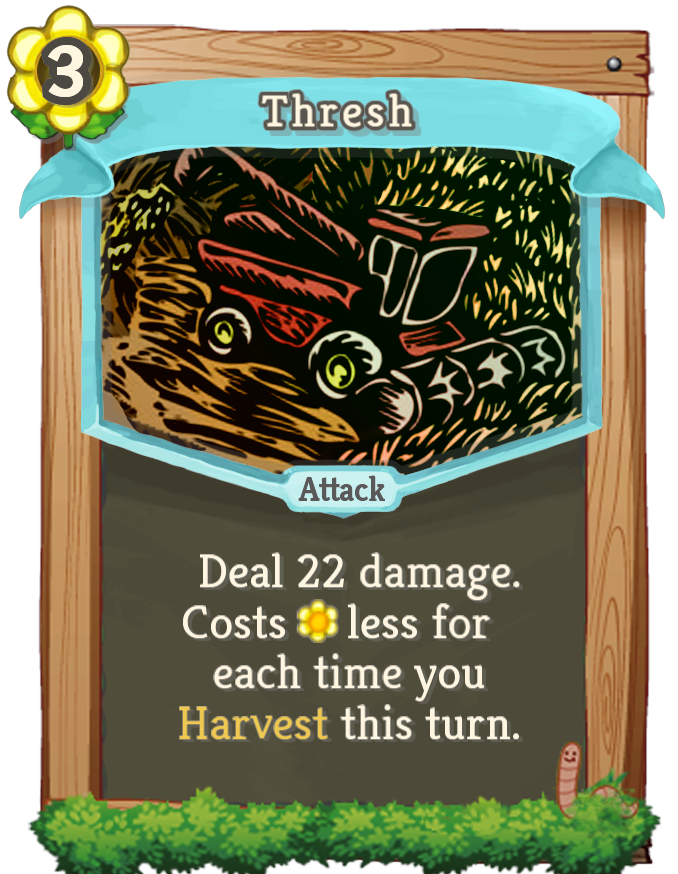 3
Thresh
Attack
Deal 22 damage.
Costs less for
each time you
Harvest this turn.